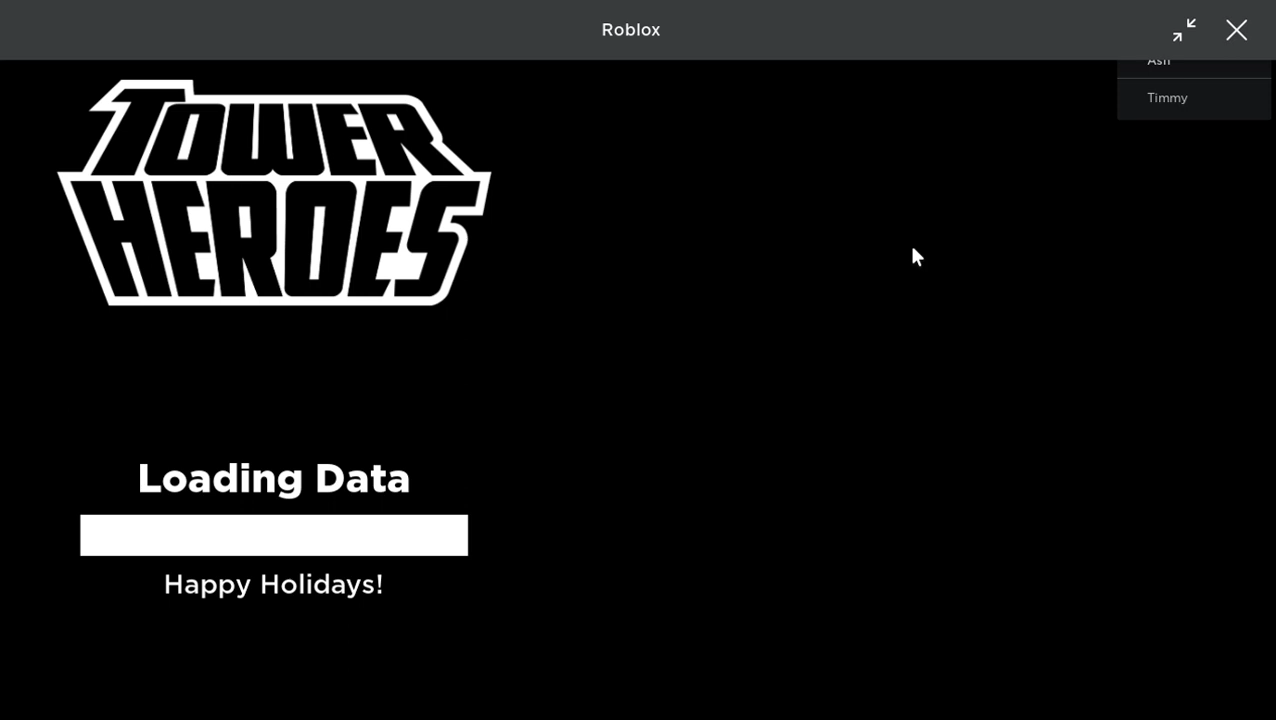 Roblox
Ash
Timmy
TOWER
HEROES
Loading Data
Happy Holidays!